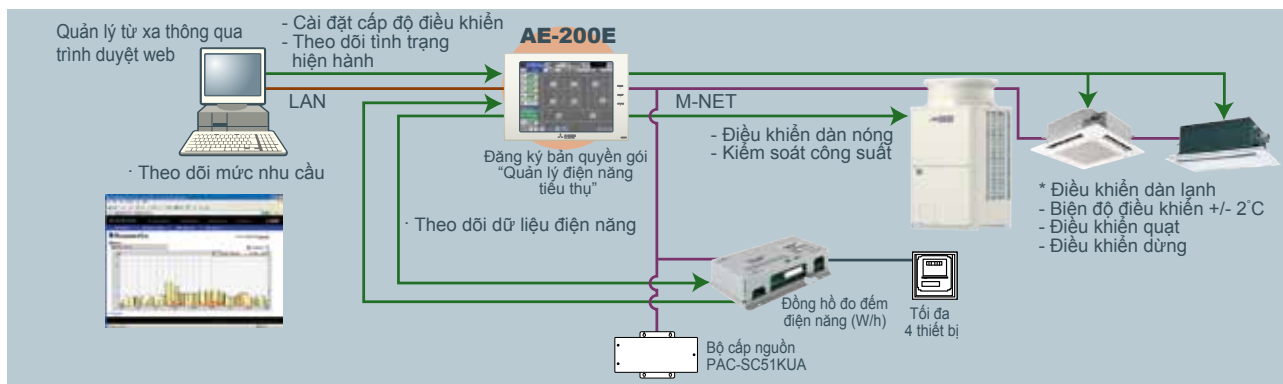 Quản lý từ xa thông qua
trình duyệt web
- Cài đặt cấp độ điều khiển
- Theo dõi tình trạng
hiện hành
AE-200E
LAN
M-NET
· Theo dõi mức nhu cầu
Đăng ký bản quyền gói
“Quản lý điện năng
tiểu thụ”
- Điều khiển dàn nóng
- Kiểm soát công suất
* Điều khiển dàn lạnh
- Biện độ điều khiển +/- 2°C
- Điều khiển quạt
- Điều khiển dừng
· Theo dõi dữ liệu điện năng
Đồng hồ đo đếm
điện năng (W/h)
Tối đa
4 thiết bị
Bộ cấp nguồn
PAC-SC51KUA